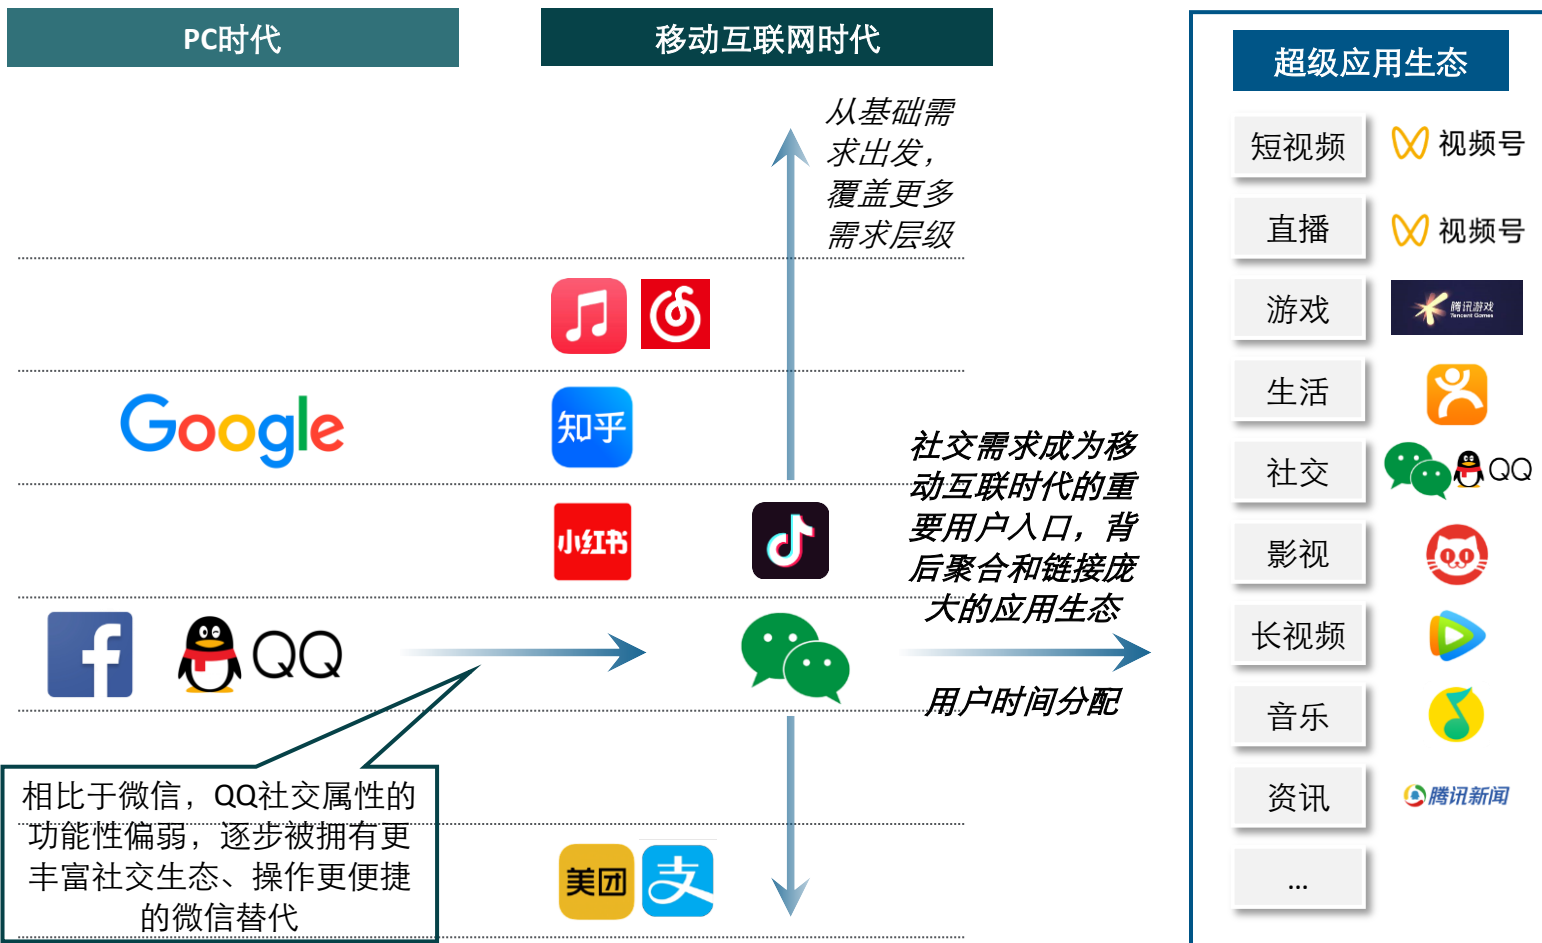 PC时代
移动互联网时代
超级应用生态
从基础需
求出发，
覆盖更多
需求层级
Google
知乎
小红书
QQ
社交需求成为移
动互联时代的重
要用户入口，背
后聚合和链接庞
大的应用生态
用户时间分配
相比于微信，QQ社交属性的
功能性偏弱，逐步被拥有更
丰富社交生态、操作更便捷
的微信替代
美团
支
短视频
视频号
直播
视频号
游戏
腾讯游戏
Tencent Games
生活
社交
QQ
影视
长视频
音乐
资讯
腾讯新闻
...